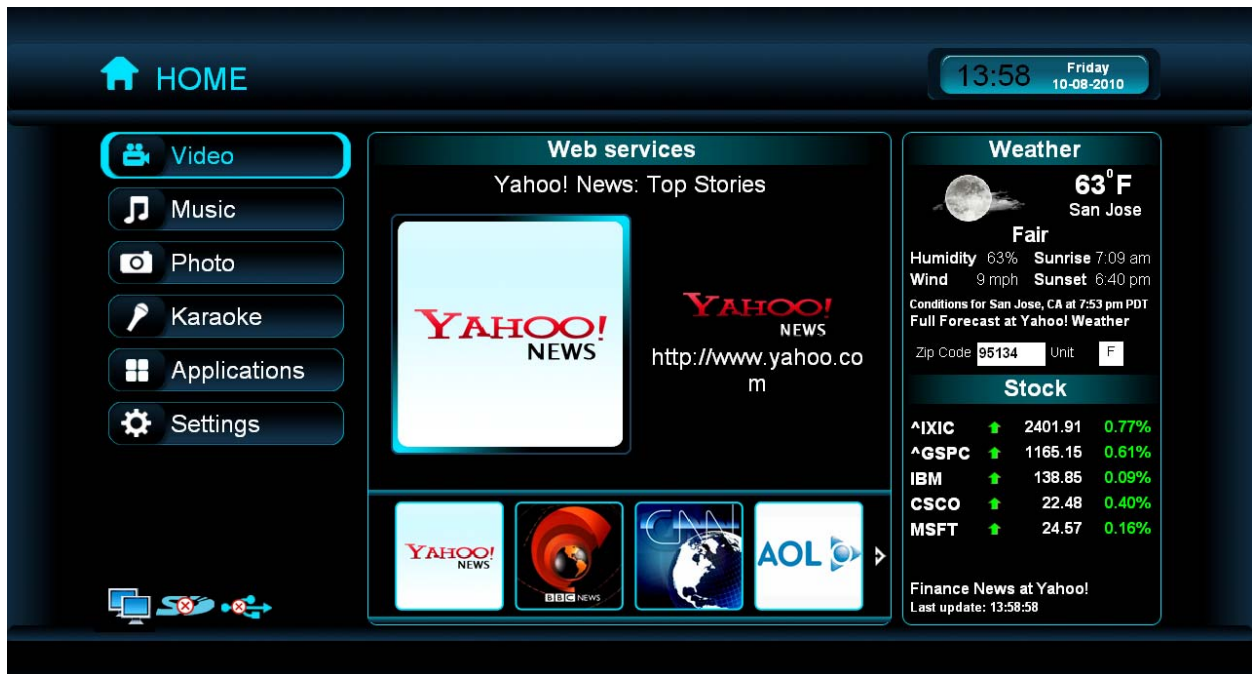 HOME
13:58
Friday
10-08-2010
Video
Music
Photo
Karaoke
Applications
Settings
Web services
Yahoo! News: Top Stories
YAHOO!
NEWS
YAHOO!
NEWS
http://www.yahoo.co
m
YAHOO!
NEWS
BBC NEWS
CNN
AOL
Weather
63°F
San Jose
Fair
Humidity 63% Sunrise 7:09 am
Wind 9 mph Sunset 6:40 pm
Conditions for San Jose, CA at 7:53 pm PDT
Full Forecast at Yahoo! Weather
Zip Code 95134 Unit F
Stock
^IXIC 2401.91 0.77%
^GSPC 1165.15 0.61%
IBM 138.85 0.09%
CSCO 22.48 0.40%
MSFT 24.57 0.16%
Finance News at Yahoo!
Last update: 13:58:58